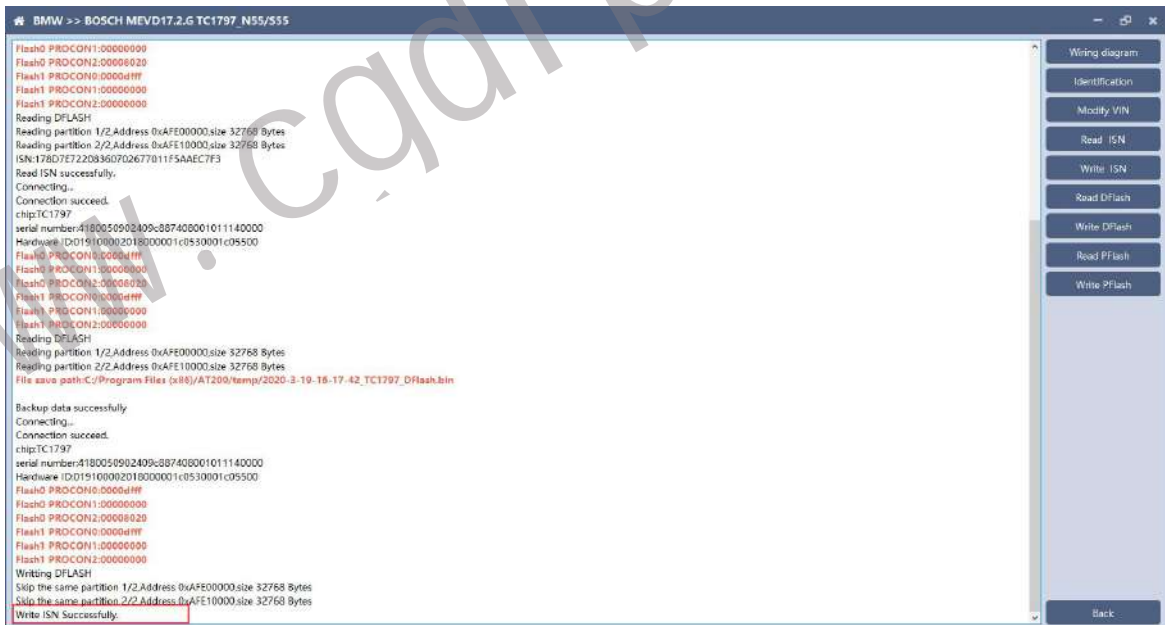 BMW >> BOSCH MEVD17.2.G TC1797_N55/S55
Flash0 PROCON1:00000000
Flash0 PROCON2:00008020
Flash1 PROCON0:0000dfff
Flash1 PROCON1:00000000
Flash1 PROCON2:00000000
Reading DFLASH
Reading partition 1/2,Address 0xAFE00000,size 32768 Bytes
Reading partition 2/2,Address 0xAFE10000,size 32768 Bytes
ISN:178D7E72208360702677011F5AAEC7F3
Read ISN successfully.
Connecting...
Connection succeed.
chip:TC1797
serial number:4180050902409c887408001011140000
Hardware ID:019100002018000001c0530001c05500
Flash0 PROCON0:0000dfff
Flash0 PROCON1:00000000
Flash0 PROCON2:00008020
Flash1 PROCON0:0000dfff
Flash1 PROCON1:00000000
Flash1 PROCON2:00000000
Reading DFLASH
Reading partition 1/2,Address 0xAFE00000,size 32768 Bytes
Reading partition 2/2,Address 0xAFE10000,size 32768 Bytes
File save path:C:/Program Files (x86)/AT200/temp/2020-3-19-16-17-42_TC1797_DFlash.bin
Backup data successfully
Connecting...
Connection succeed.
chip:TC1797
serial number:4180050902409c887408001011140000
Hardware ID:019100002018000001c0530001c05500
Flash0 PROCON0:0000dfff
Flash0 PROCON1:00000000
Flash0 PROCON2:00008020
Flash1 PROCON0:0000dfff
Flash1 PROCON1:00000000
Flash1 PROCON2:00000000
Writting DFLASH
Skip the same partition 1/2,Address 0xAFE00000,size 32768 Bytes
Skip the same partition 2/2,Address 0xAFE10000,size 32768 Bytes
Write ISN Successfully.
Wiring diagram
Identification
Modify VIN
Read ISN
Write ISN
Read DFlash
Write DFlash
Read PFlash
Write PFlash
Back